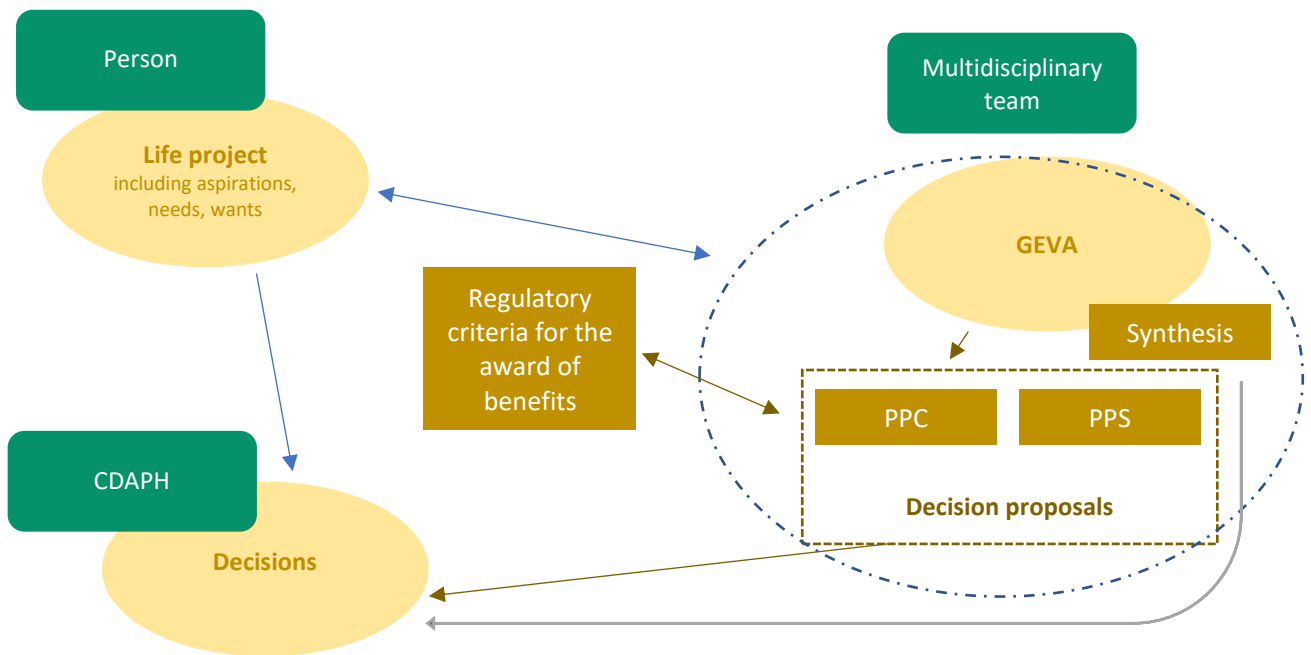 Person
Life project
including aspirations,
needs, wants
Multidisciplinary
team
GEVA
Synthesis
Regulatory
criteria for the
award of
benefits
PPC
PPS
Decision proposals
CDAPH
Decisions